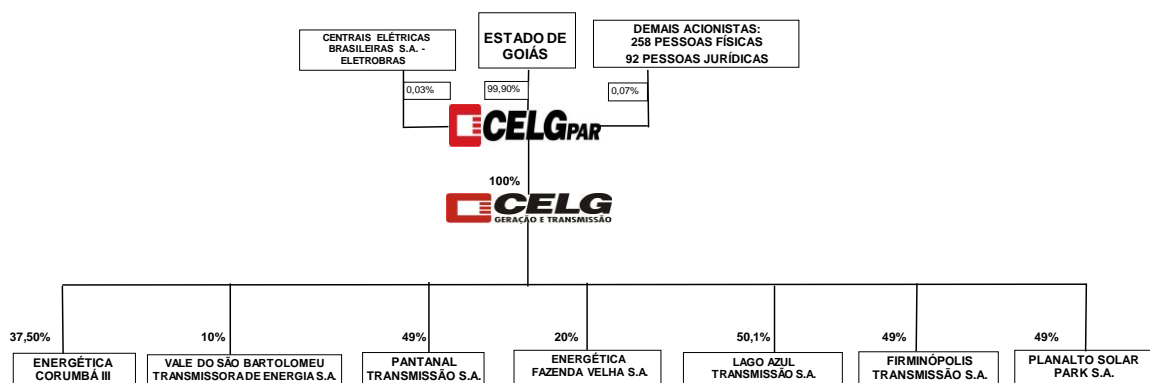 CENTRAIS ELÉTRICAS
BRASILEIRAS S.A. -
ELETROBRAS
ESTADO DE
GOIÁS
DEMAIS ACIONISTAS:
258 PESSOAS FÍSICAS
92 PESSOAS JURÍDICAS
0,03%
99,90%
0,07%
CELGPAR
100%
CELG
GERAÇÃO E TRANSMISSÃO
37,50%
10%
49%
20%
50,1%
49%
49%
ENERGÉTICA
CORUMBÁ III
VALE DO SÃO BARTOLOMEU
TRANSMISSORA DE ENERGIA S.A.
PANTANAL
TRANSMISSÃO S.A.
ENERGÉTICA
FAZENDA VELHA S.A.
LAGO AZUL
TRANSMISSÃO S.A.
FIRMINÓPOLIS
TRANSMISSÃO S.A.
PLANALTO SOLAR
PARK S.A.